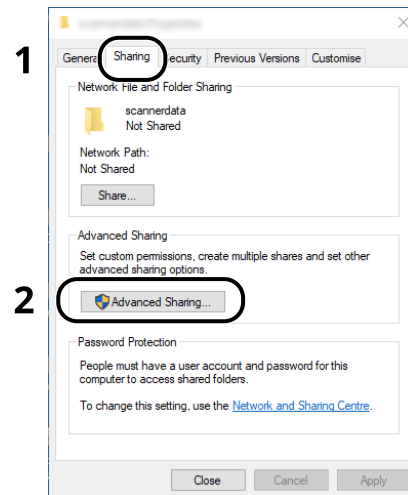 1
General Sharing Security Previous Versions Customise
Network File and Folder Sharing
scannerdata
Not Shared
Network Path:
Not Shared
Share...
Advanced Sharing
Set custom permissions, create multiple shares and set other
advanced sharing options.
2
Advanced Sharing...
Password Protection
People must have a user account and password for this
computer to access shared folders.
To change this setting, use the Network and Sharing Centre.
Close Cancel Apply